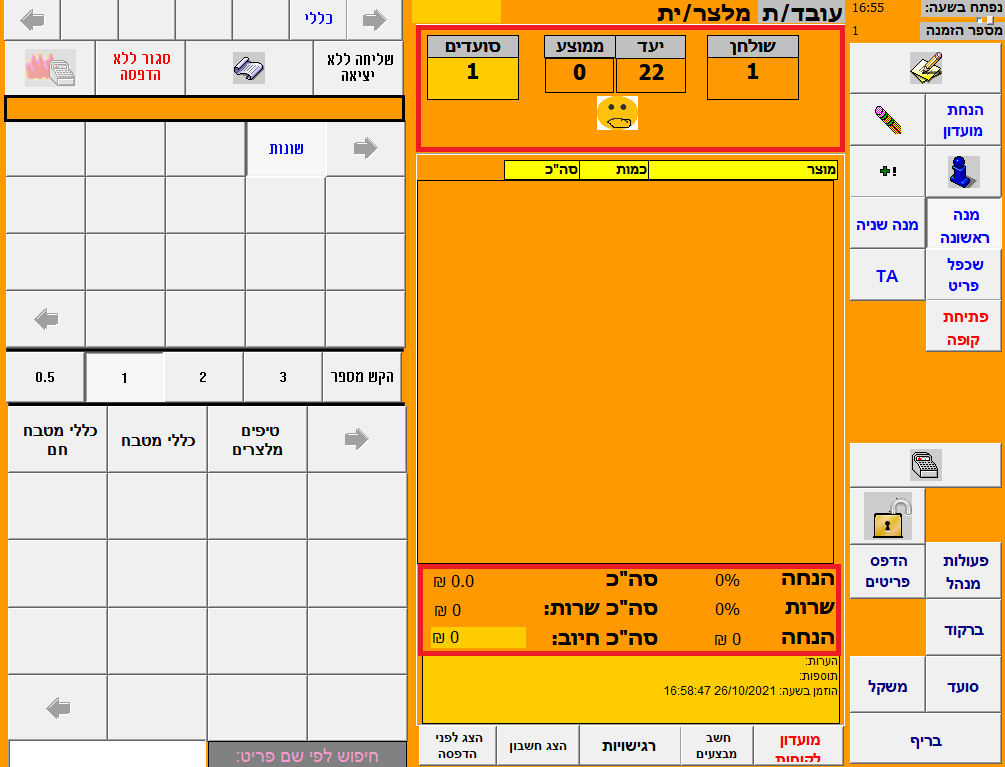 נפתח בשעה: 16:55
מספר הזמנה 1
עובד/ת מלצר/ית
כללי
שולחן
1
יעד
22
ממוצע
0
סועדים
1
שליחה ללא
יציאה
סגור ללא
הדפסה
שונות
הנחת
מועדון
+!
מנה
ראשונה
מנה שניה
שכפל
פריט
TA
פתיחת
קופה
מוצר
כמות
סה"כ
הקש מספר
3
2
1
0.5
טיפים
מלצרים
כללי מטבח
כללי מטבח
חם
הנחה 0% סה"כ 0.0 ₪
שרות 0% סה"כ שרות: 0 ₪
הנחה 0 ₪ סה"כ חיוב: 0 ₪
הערות:
תוספות:
הוזמן בשעה: 26/10/2021 16:58:47
פעולות
מנהל
הדפס
פריטים
ברקוד
סועד
משקל
בריף
מועדון
לקוחות
חשב
מבצעים
רגישויות
הצג חשבון
הצג לפני
הדפסה
חיפוש לפי שם פריט: